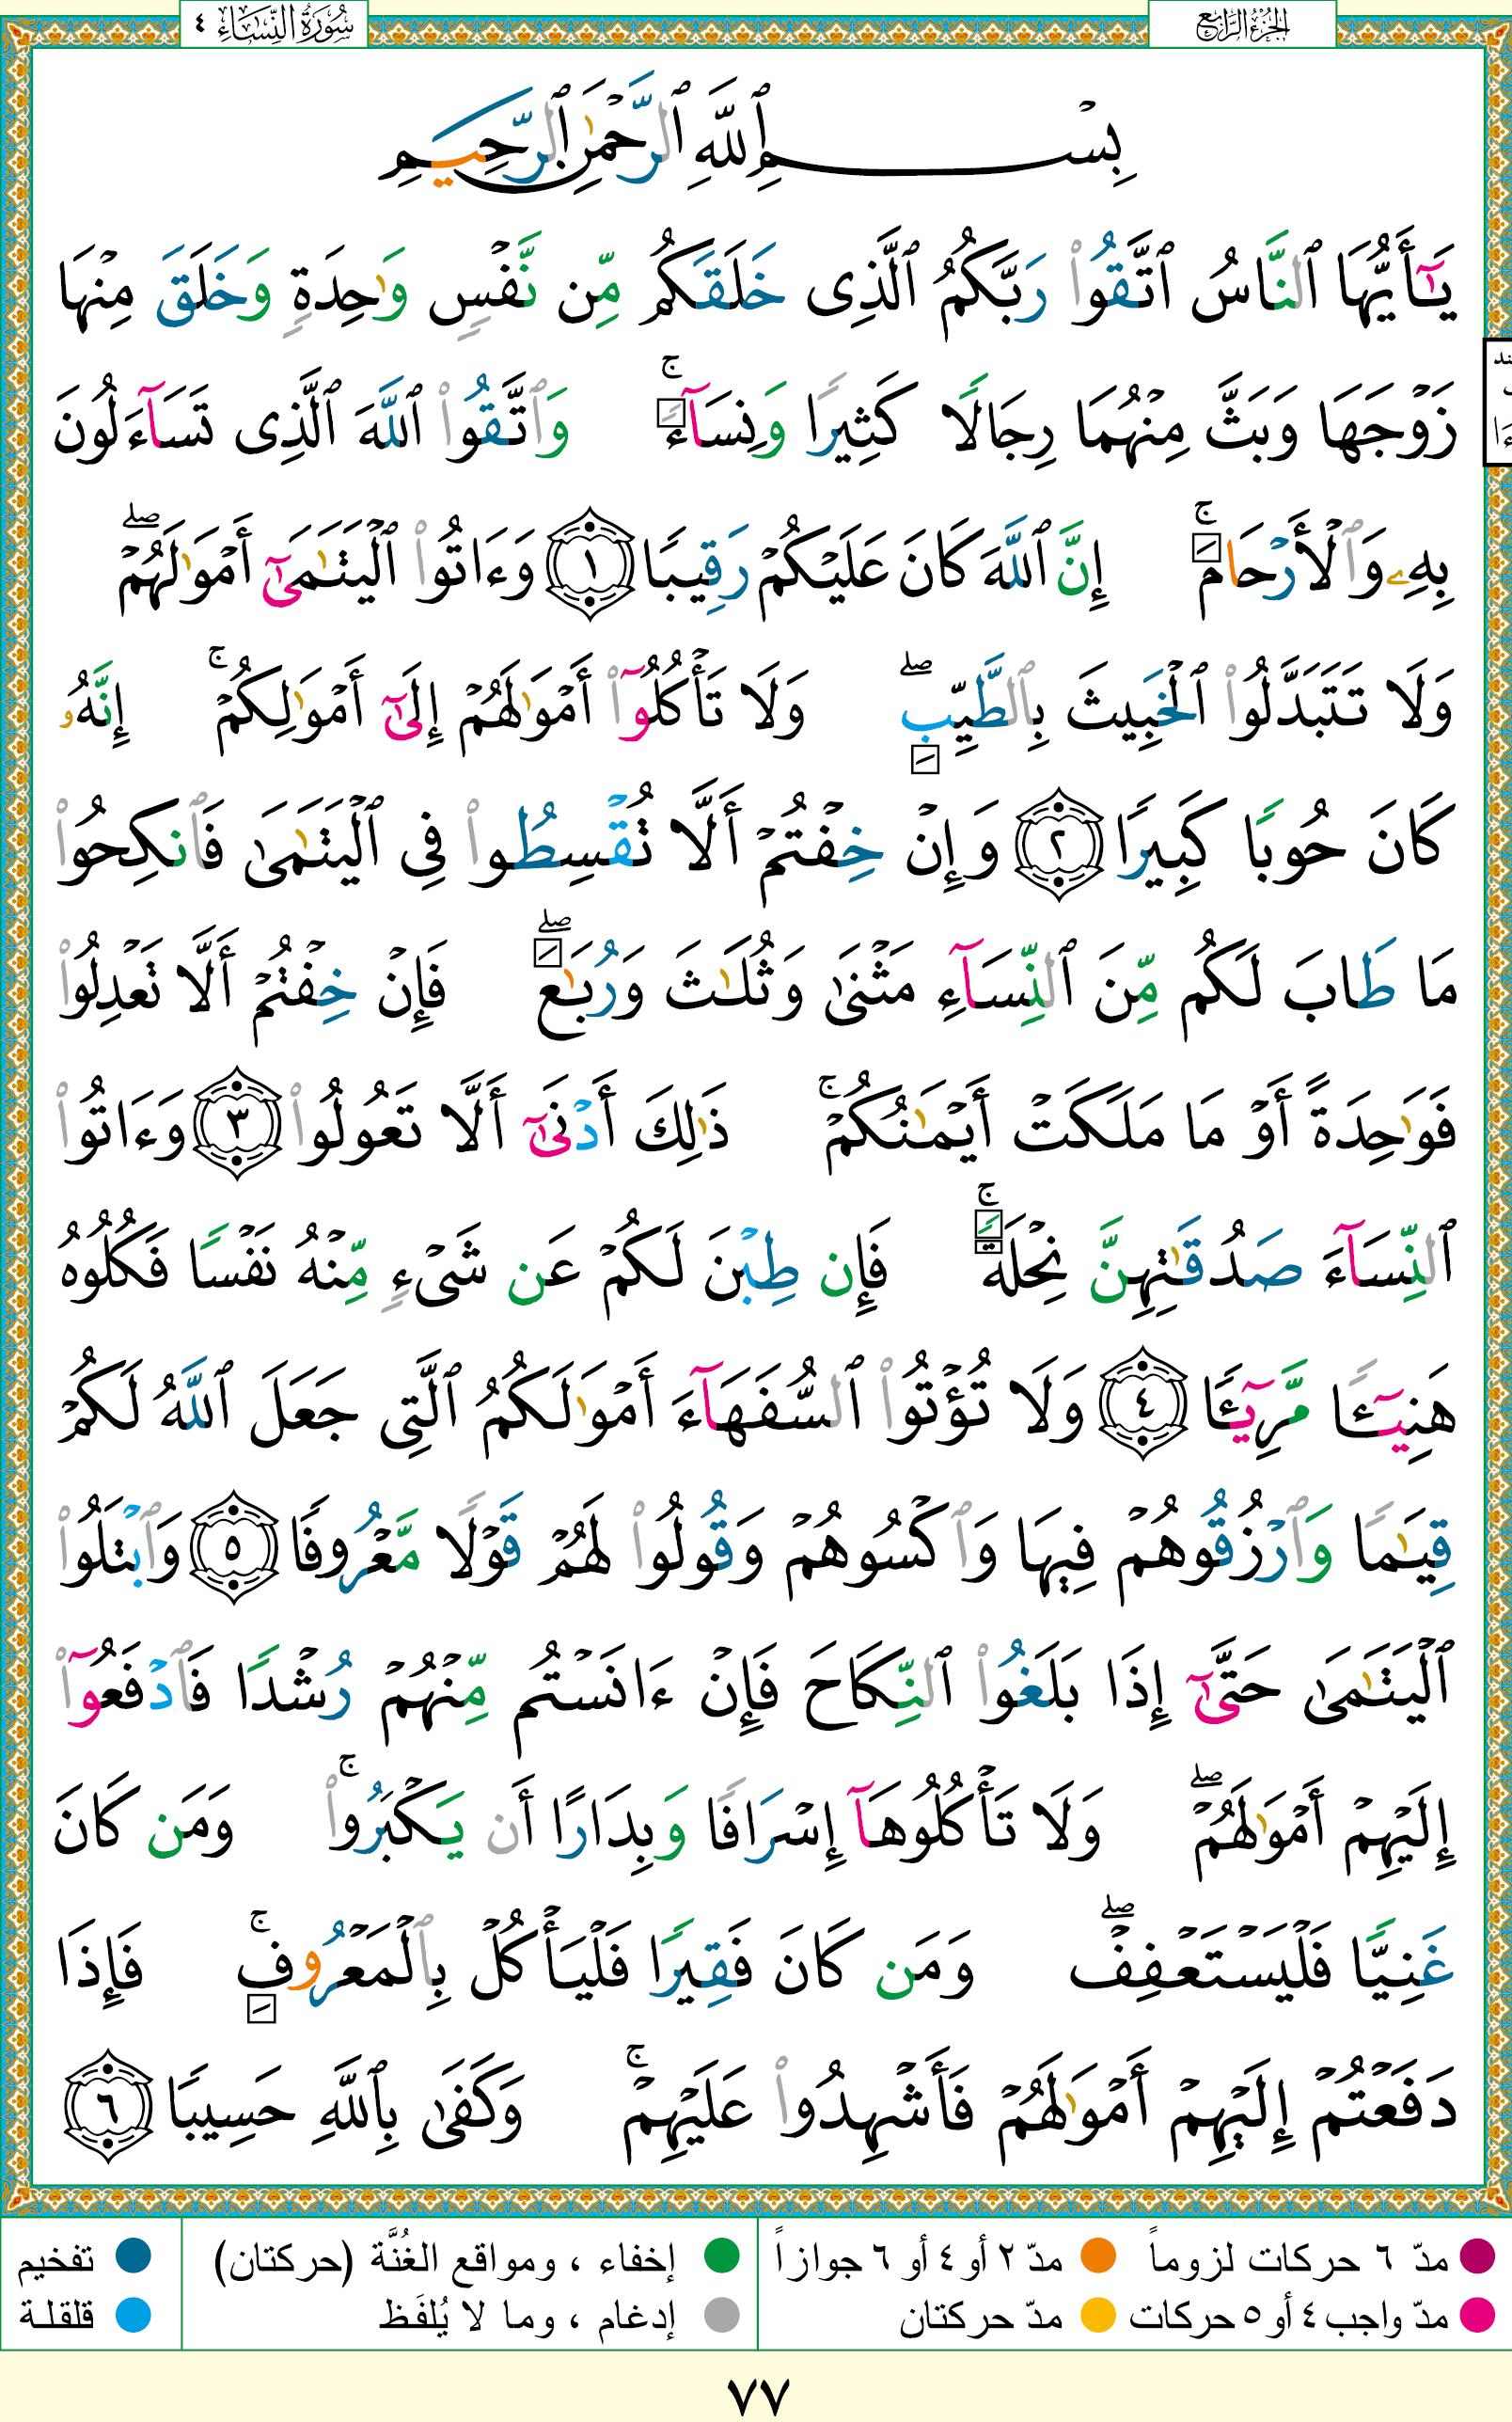 الجزء الرابع
سورة النساء ٤
بِسْمِ ٱللَّهِ ٱلرَّحْمَٰنِ ٱلرَّحِيمِ
يَٰٓأَيُّهَا ٱلنَّاسُ ٱتَّقُوا۟ رَبَّكُمُ ٱلَّذِى خَلَقَكُم مِّن نَّفْسٍ وَٰحِدَةٍ وَخَلَقَ مِنْهَا
زَوْجَهَا وَبَثَّ مِنْهُمَا رِجَالًا كَثِيرًا وَنِسَآءً ۚ وَٱتَّقُوا۟ ٱللَّهَ ٱلَّذِى تَسَآءَلُونَ
بِهِۦ وَٱلْأَرْحَامَ ۚ إِنَّ ٱللَّهَ كَانَ عَلَيْكُمْ رَقِيبًا ١ وَءَاتُوا۟ ٱلْيَتَٰمَىٰٓ أَمْوَٰلَهُمْ ۖ
وَلَا تَتَبَدَّلُوا۟ ٱلْخَبِيثَ بِٱلطَّيِّبِ ۖ وَلَا تَأْكُلُوٓا۟ أَمْوَٰلَهُمْ إِلَىٰٓ أَمْوَٰلِكُمْ ۚ إِنَّهُۥ
كَانَ حُوبًا كَبِيرًا ٢ وَإِنْ خِفْتُمْ أَلَّا تُقْسِطُوا۟ فِى ٱلْيَتَٰمَىٰ فَٱنكِحُوا۟
مَا طَابَ لَكُم مِّنَ ٱلنِّسَآءِ مَثْنَىٰ وَثُلَٰثَ وَرُبَٰعَ ۖ فَإِنْ خِفْتُمْ أَلَّا تَعْدِلُوا۟
فَوَٰحِدَةً أَوْ مَا مَلَكَتْ أَيْمَٰنُكُمْ ۚ ذَٰلِكَ أَدْنَىٰٓ أَلَّا تَعُولُوا۟ ٣ وَءَاتُوا۟
ٱلنِّسَآءَ صَدُقَٰتِهِنَّ نِحْلَةً ۚ فَإِن طِبْنَ لَكُمْ عَن شَىْءٍ مِّنْهُ نَفْسًا فَكُلُوهُ
هَنِيٓـًٔا مَّرِيٓـًٔا ٤ وَلَا تُؤْتُوا۟ ٱلسُّفَهَآءَ أَمْوَٰلَكُمُ ٱلَّتِى جَعَلَ ٱللَّهُ لَكُمْ
قِيَٰمًا وَٱرْزُقُوهُمْ فِيهَا وَٱكْسُوهُمْ وَقُولُوا۟ لَهُمْ قَوْلًا مَّعْرُوفًا ٥ وَٱبْتَلُوا۟
ٱلْيَتَٰمَىٰ حَتَّىٰٓ إِذَا بَلَغُوا۟ ٱلنِّكَاحَ فَإِنْ ءَانَسْتُم مِّنْهُمْ رُشْدًا فَٱدْفَعُوٓا۟
إِلَيْهِمْ أَمْوَٰلَهُمْ ۖ وَلَا تَأْكُلُوهَآ إِسْرَافًا وَبِدَارًا أَن يَكْبَرُوا۟ ۚ وَمَن كَانَ
غَنِيًّا فَلْيَسْتَعْفِفْ ۖ وَمَن كَانَ فَقِيرًا فَلْيَأْكُلْ بِٱلْمَعْرُوفِ ۚ فَإِذَا
دَفَعْتُمْ إِلَيْهِمْ أَمْوَٰلَهُمْ فَأَشْهِدُوا۟ عَلَيْهِمْ ۚ وَكَفَىٰ بِٱللَّهِ حَسِيبًا ٦
مدّ ٦ حركات لزوماً مدّ ٢ أو ٤ أو ٦ جوازاً إخفاء ، ومواقع الغُنَّة (حركتان) تفخيم
مدّ واجب ٤ أو ٥ حركات مدّ حركتان إدغام ، وما لا يُلفَظ قلقلة
٧٧